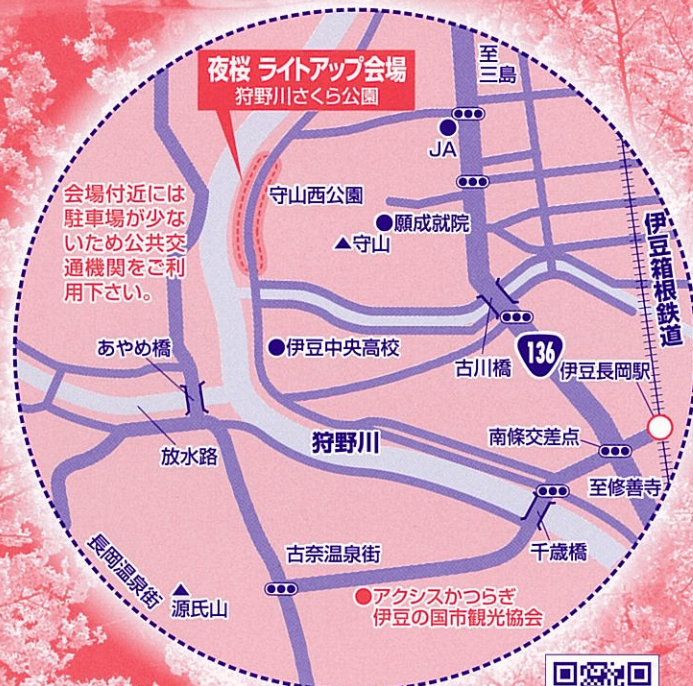 夜桜 ライトアップ会場
狩野川さくら公園
至
三島
JA
会場付近には
駐車場が少な
いため公共交
通機関をご利
用下さい。
守山西公園
願成就院
▲守山
伊豆箱根鉄道
あやめ橋
伊豆中央高校
古川橋
136
伊豆長岡駅
放水路
狩野川
南條交差点
至修善寺
千歳橋
古奈温泉街
長岡温泉街
▲
源氏山
アクシスかつらぎ
伊豆の国市観光協会